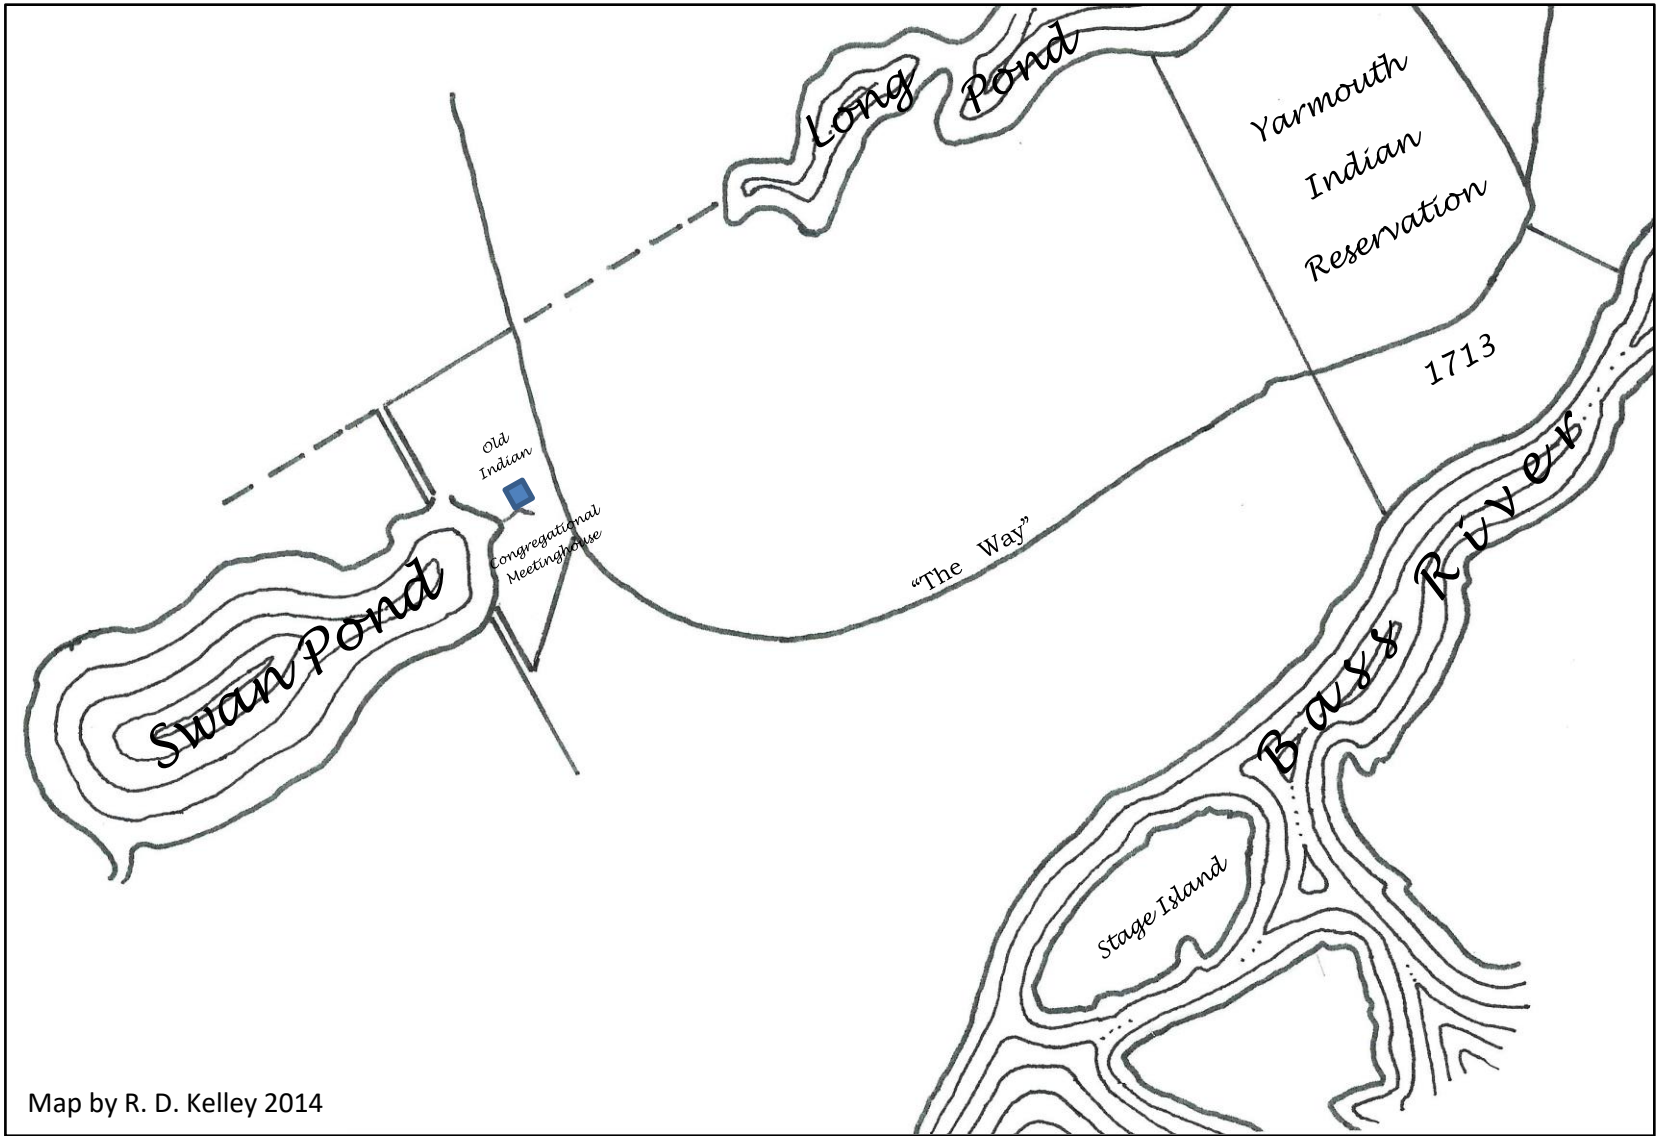 Long Pond
Yarmouth
Indian
Reservation
1713
Old
Indian
Congregational
Meetinghouse
“The Way”
Swan Pond
Bass River
Stage Island
Map by R. D. Kelley 2014